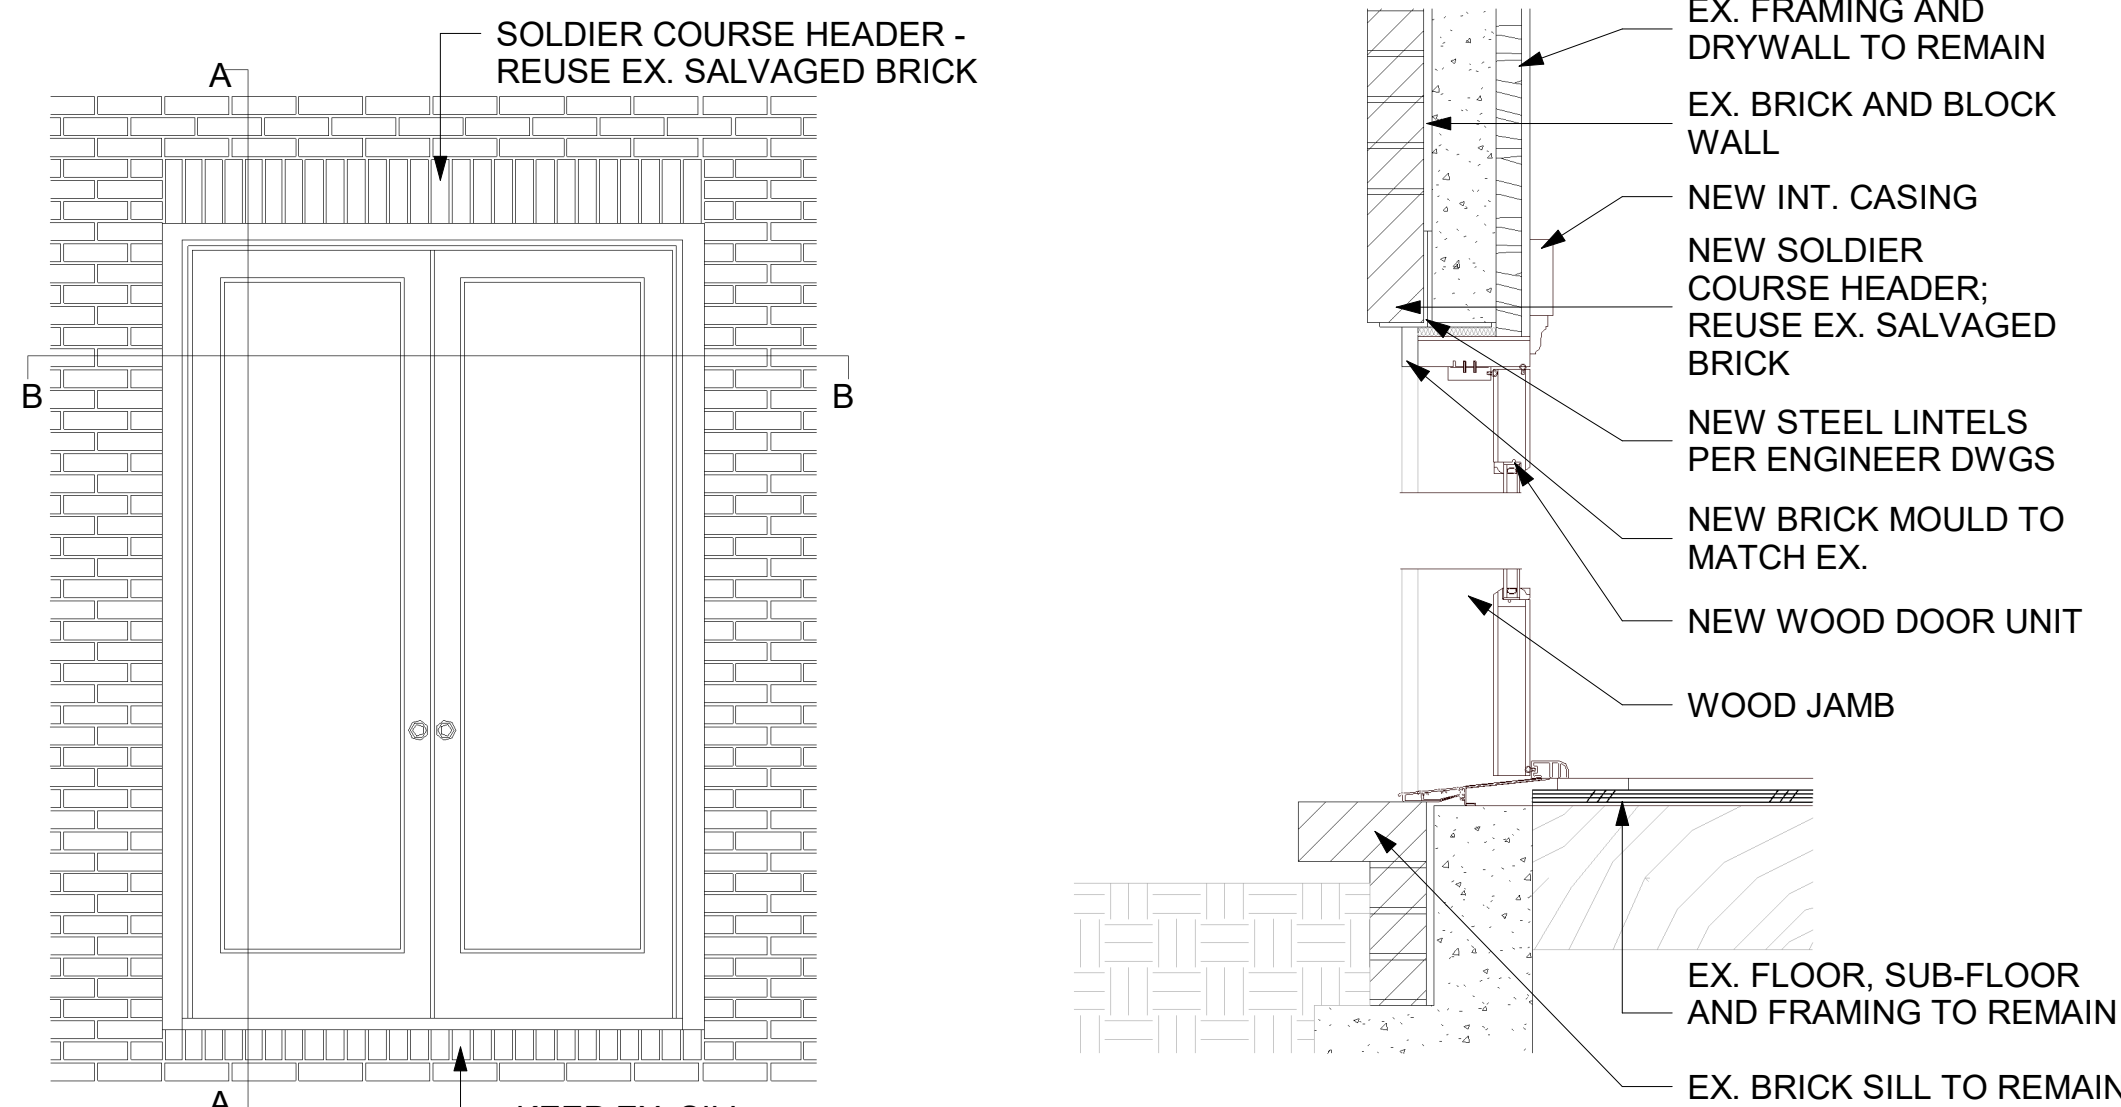 SOLDIER COURSE HEADER -
REUSE EX. SALVAGED BRICK
A
B
B
A
KEEP EX. SILL
EX. FRAMING AND
DRYWALL TO REMAIN
EX. BRICK AND BLOCK
WALL
NEW INT. CASING
NEW SOLDIER
COURSE HEADER;
REUSE EX. SALVAGED
BRICK
NEW STEEL LINTELS
PER ENGINEER DWGS
NEW BRICK MOULD TO
MATCH EX.
NEW WOOD DOOR UNIT
WOOD JAMB
EX. FLOOR, SUB-FLOOR
AND FRAMING TO REMAIN
EX. BRICK SILL TO REMAIN